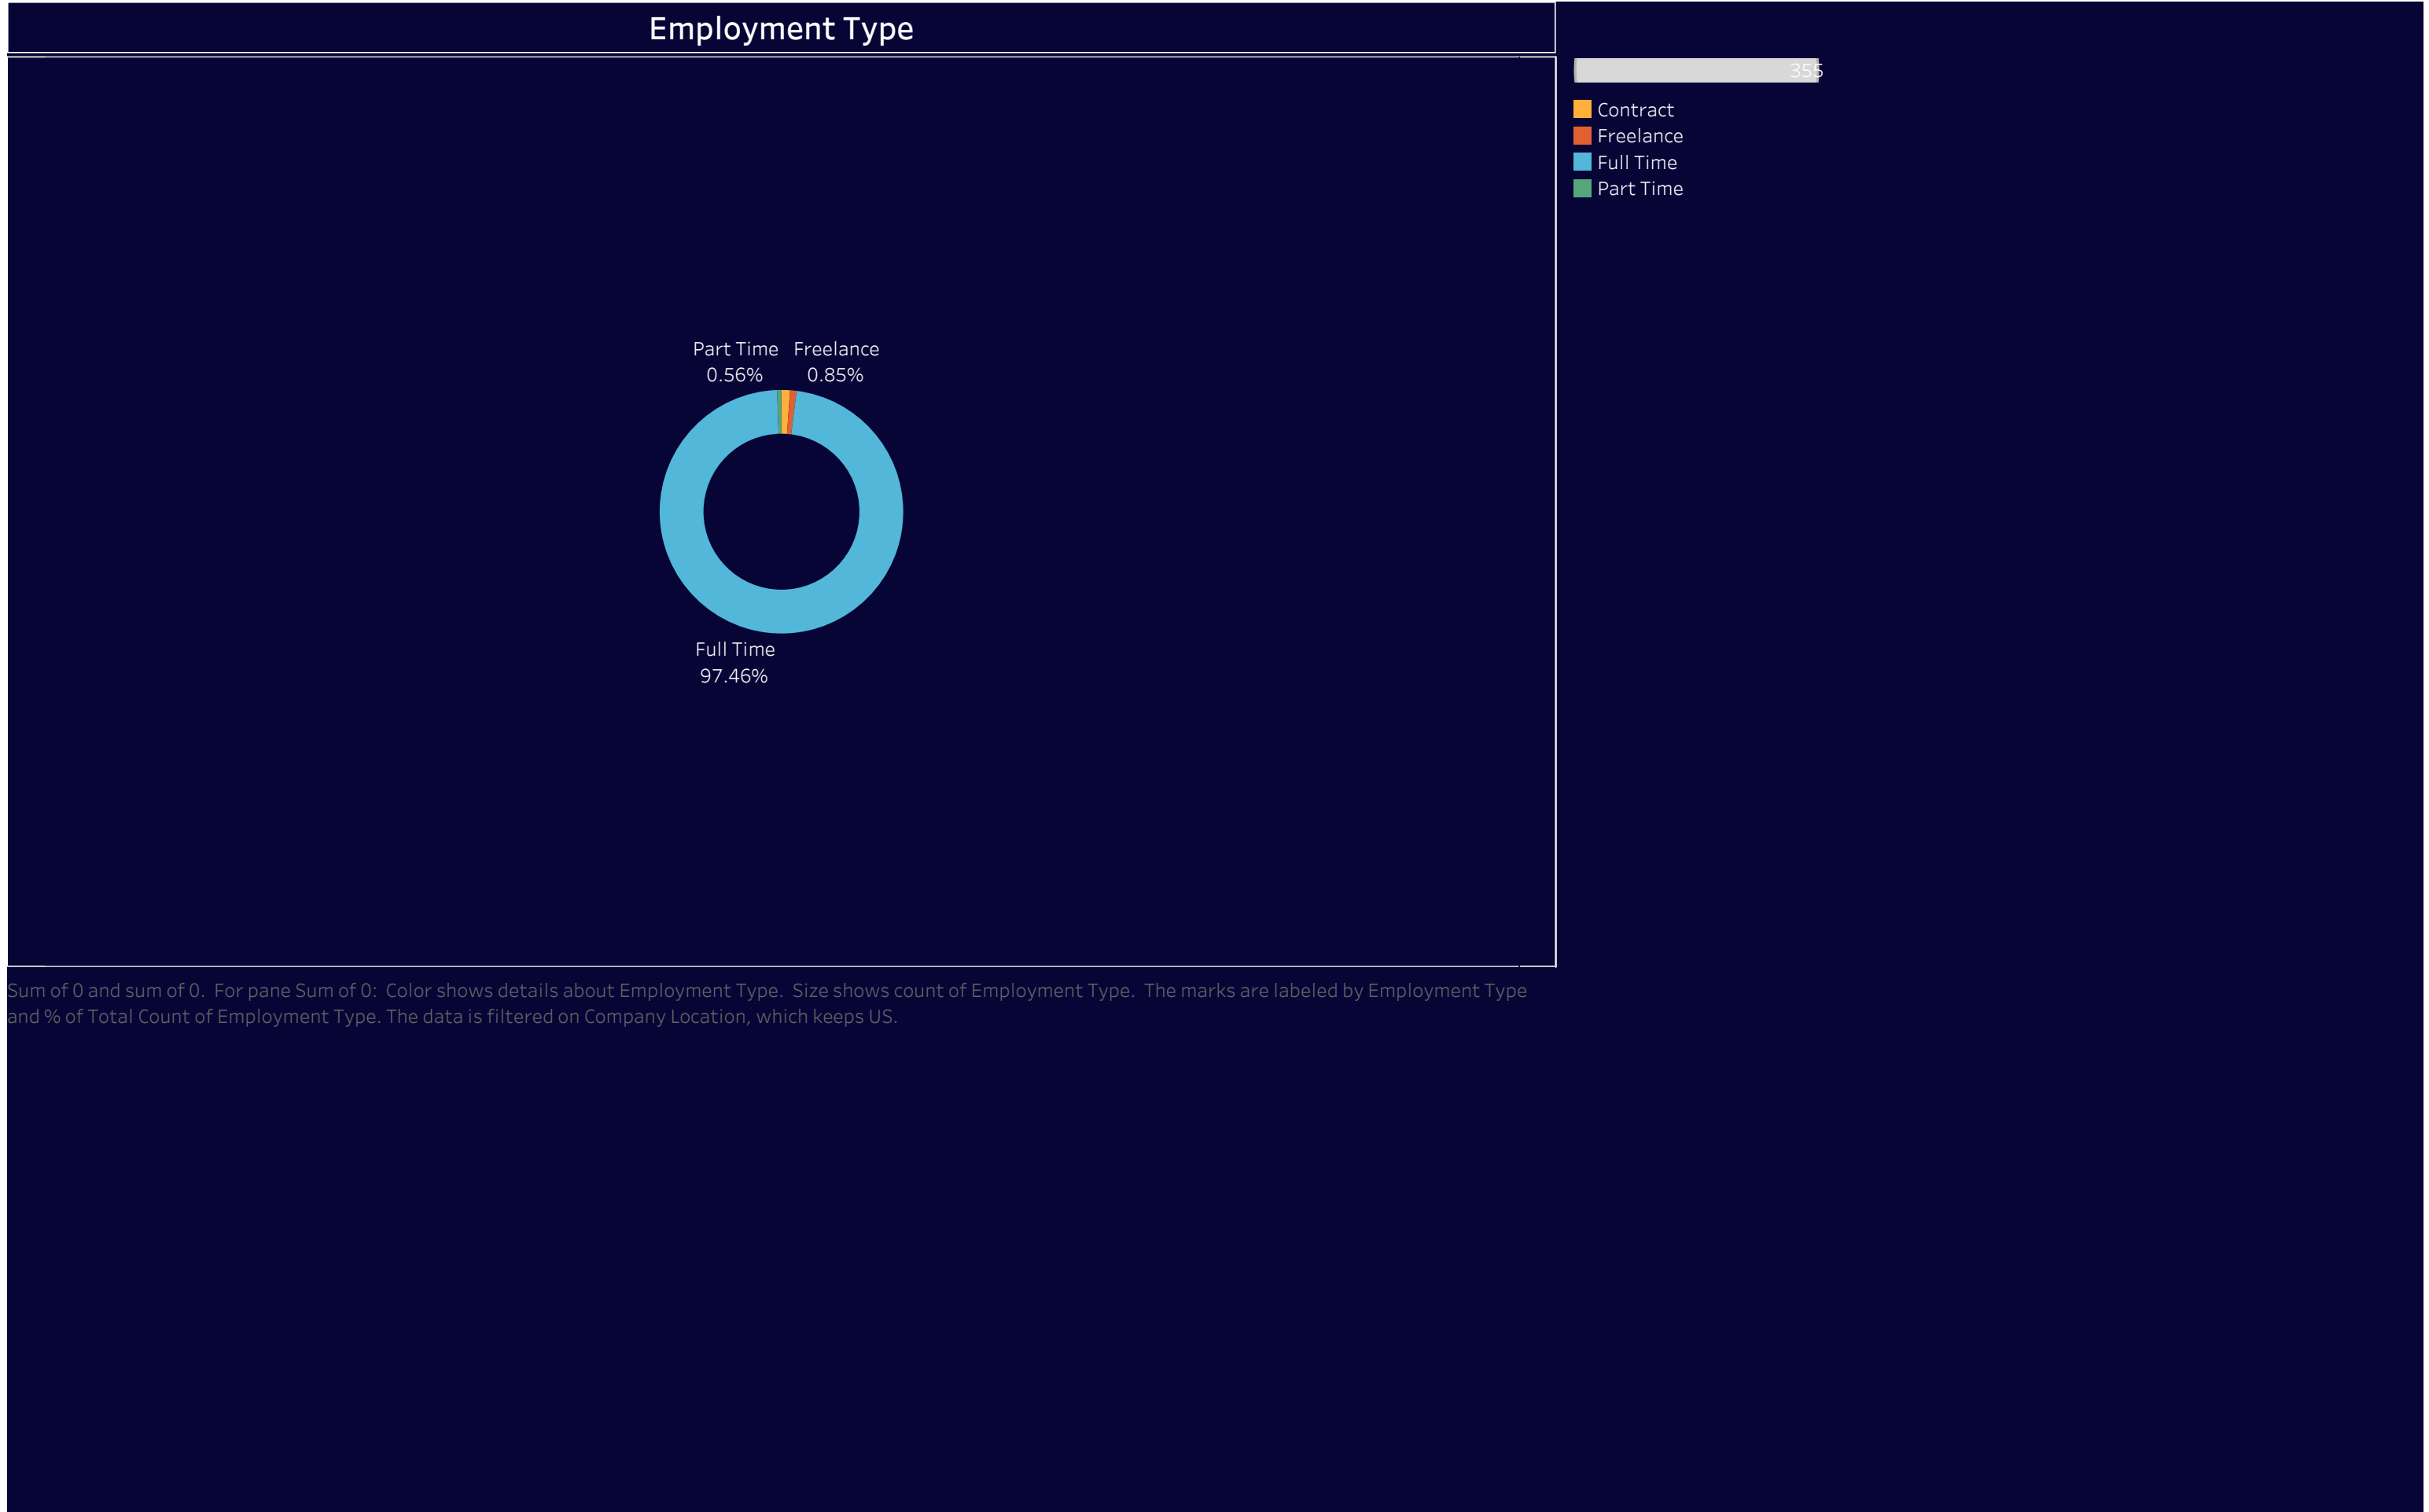 Employment Type
355
Contract
Freelance
Full Time
Part Time
Part Time
0.56%
Freelance
0.85%
Full Time
97.46%
Sum of 0 and sum of 0.  For pane Sum of 0:  Color shows details about Employment Type.  Size shows count of Employment Type.  The marks are labeled by Employment Type
and % of Total Count of Employment Type. The data is filtered on Company Location, which keeps US.